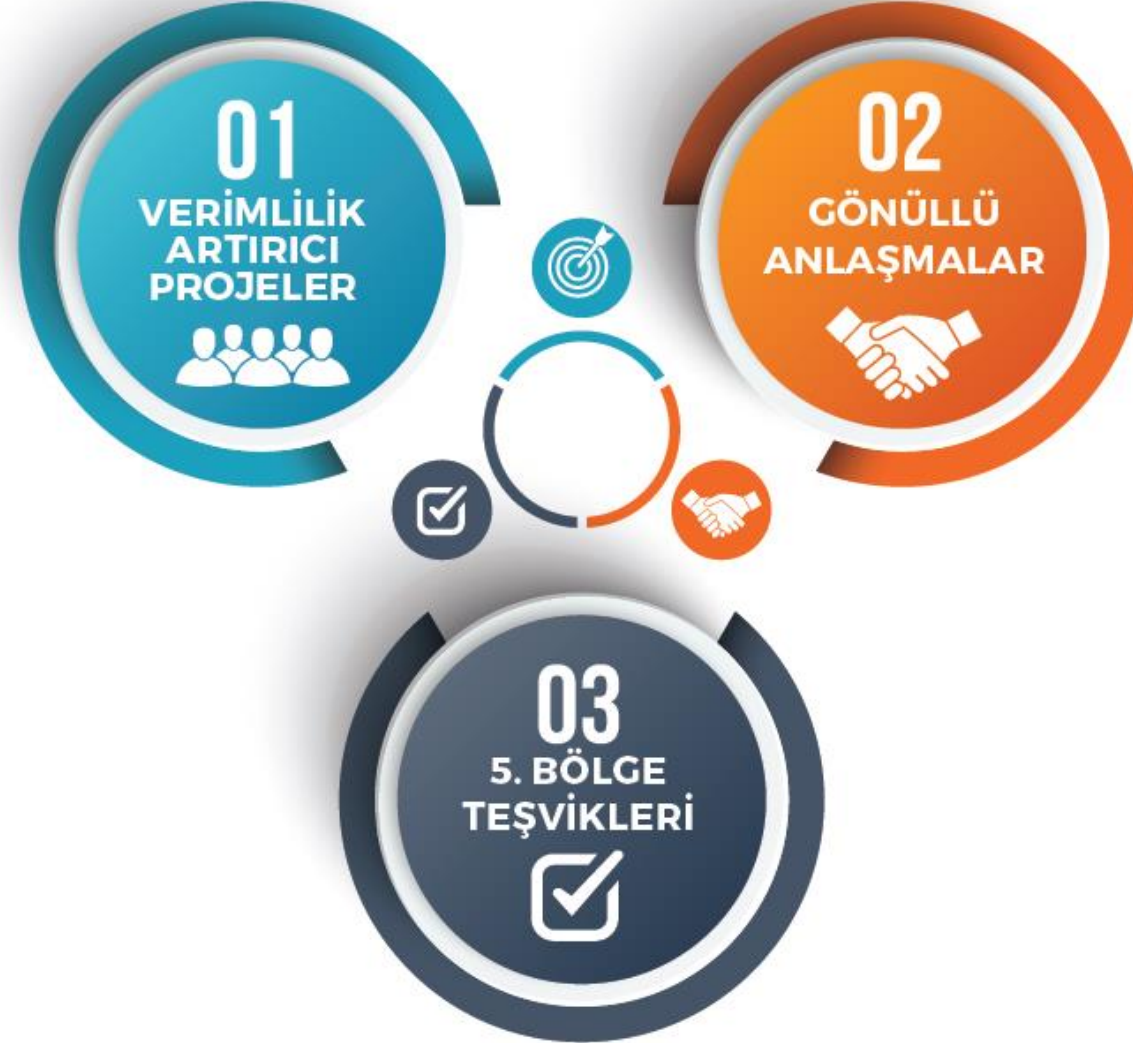 01
VERİMLİLİK
ARTIRICI
PROJELER
02
GÖNÜLLÜ
ANLAŞMALAR
03
5. BÖLGE
TEŞVİKLERİ